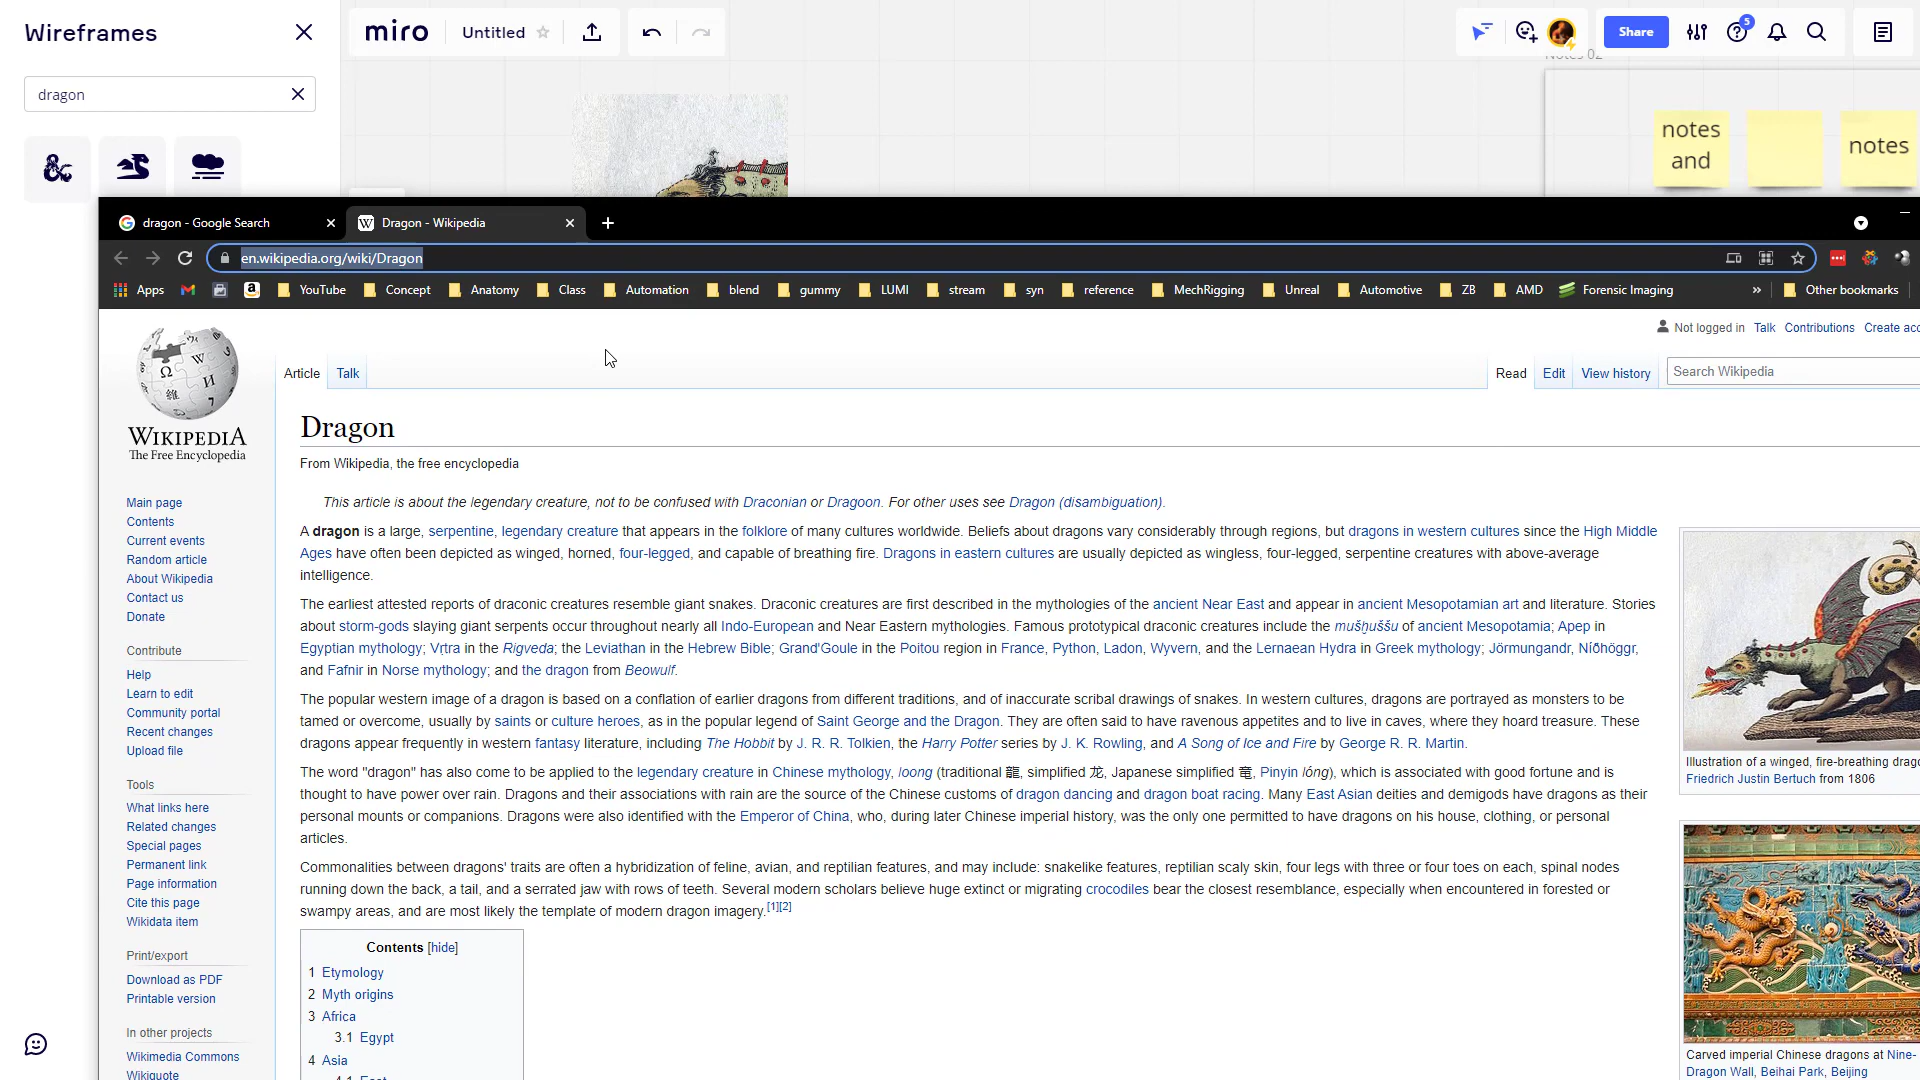 Wireframes
miro
Untitled
Share
5
dragon
Notes 02
notes
and
notes
dragon - Google Search
Dragon - Wikipedia
en.wikipedia.org/wiki/Dragon
Apps
YouTube
Concept
Anatomy
Class
Automation
blend
gummy
LUMI
stream
syn
reference
MechRigging
Unreal
Automotive
ZB
AMD
Forensic Imaging
»
Other bookmarks
Not logged in Talk Contributions Create acc
WIKIPEDIA
The Free Encyclopedia
Article
Talk
Read
Edit
View history
Search Wikipedia
Main page
Contents
Current events
Random article
About Wikipedia
Contact us
Donate
Contribute
Help
Learn to edit
Community portal
Recent changes
Upload file
Tools
What links here
Related changes
Special pages
Permanent link
Page information
Cite this page
Wikidata item
Print/export
Download as PDF
Printable version
In other projects
Wikimedia Commons
Wikiquote
Dragon
From Wikipedia, the free encyclopedia
This article is about the legendary creature, not to be confused with Draconian or Dragoon. For other uses see Dragon (disambiguation).
A dragon is a large, serpentine, legendary creature that appears in the folklore of many cultures worldwide. Beliefs about dragons vary considerably through regions, but dragons in western cultures since the High Middle
Ages have often been depicted as winged, horned, four-legged, and capable of breathing fire. Dragons in eastern cultures are usually depicted as wingless, four-legged, serpentine creatures with above-average
intelligence.
The earliest attested reports of draconic creatures resemble giant snakes. Draconic creatures are first described in the mythologies of the ancient Near East and appear in ancient Mesopotamian art and literature. Stories
about storm-gods slaying giant serpents occur throughout nearly all Indo-European and Near Eastern mythologies. Famous prototypical draconic creatures include the mušḫuššu of ancient Mesopotamia; Apep in
Egyptian mythology; Vṛtra in the Rigveda; the Leviathan in the Hebrew Bible; Grand'Goule in the Poitou region in France, Python, Ladon, Wyvern, and the Lernaean Hydra in Greek mythology; Jörmungandr, Níðhöggr,
and Fafnir in Norse mythology; and the dragon from Beowulf.
The popular western image of a dragon is based on a conflation of earlier dragons from different traditions, and of inaccurate scribal drawings of snakes. In western cultures, dragons are portrayed as monsters to be
tamed or overcome, usually by saints or culture heroes, as in the popular legend of Saint George and the Dragon. They are often said to have ravenous appetites and to live in caves, where they hoard treasure. These
dragons appear frequently in western fantasy literature, including The Hobbit by J. R. R. Tolkien, the Harry Potter series by J. K. Rowling, and A Song of Ice and Fire by George R. R. Martin.
The word "dragon" has also come to be applied to the legendary creature in Chinese mythology, loong (traditional 龍, simplified 龙, Japanese simplified 竜, Pinyin lóng), which is associated with good fortune and is
thought to have power over rain. Dragons and their associations with rain are the source of the Chinese customs of dragon dancing and dragon boat racing. Many East Asian deities and demigods have dragons as their
personal mounts or companions. Dragons were also identified with the Emperor of China, who, during later Chinese imperial history, was the only one permitted to have dragons on his house, clothing, or personal
articles.
Commonalities between dragons' traits are often a hybridization of feline, avian, and reptilian features, and may include: snakelike features, reptilian scaly skin, four legs with three or four toes on each, spinal nodes
running down the back, a tail, and a serrated jaw with rows of teeth. Several modern scholars believe huge extinct or migrating crocodiles bear the closest resemblance, especially when encountered in forested or
swampy areas, and are most likely the template of modern dragon imagery.[1][2]
Contents [hide]
1 Etymology
2 Myth origins
3 Africa
3.1 Egypt
4 Asia
Illustration of a winged, fire-breathing drago
Friedrich Justin Bertuch from 1806
Carved imperial Chinese dragons at Nine-
Dragon Wall, Beihai Park, Beijing